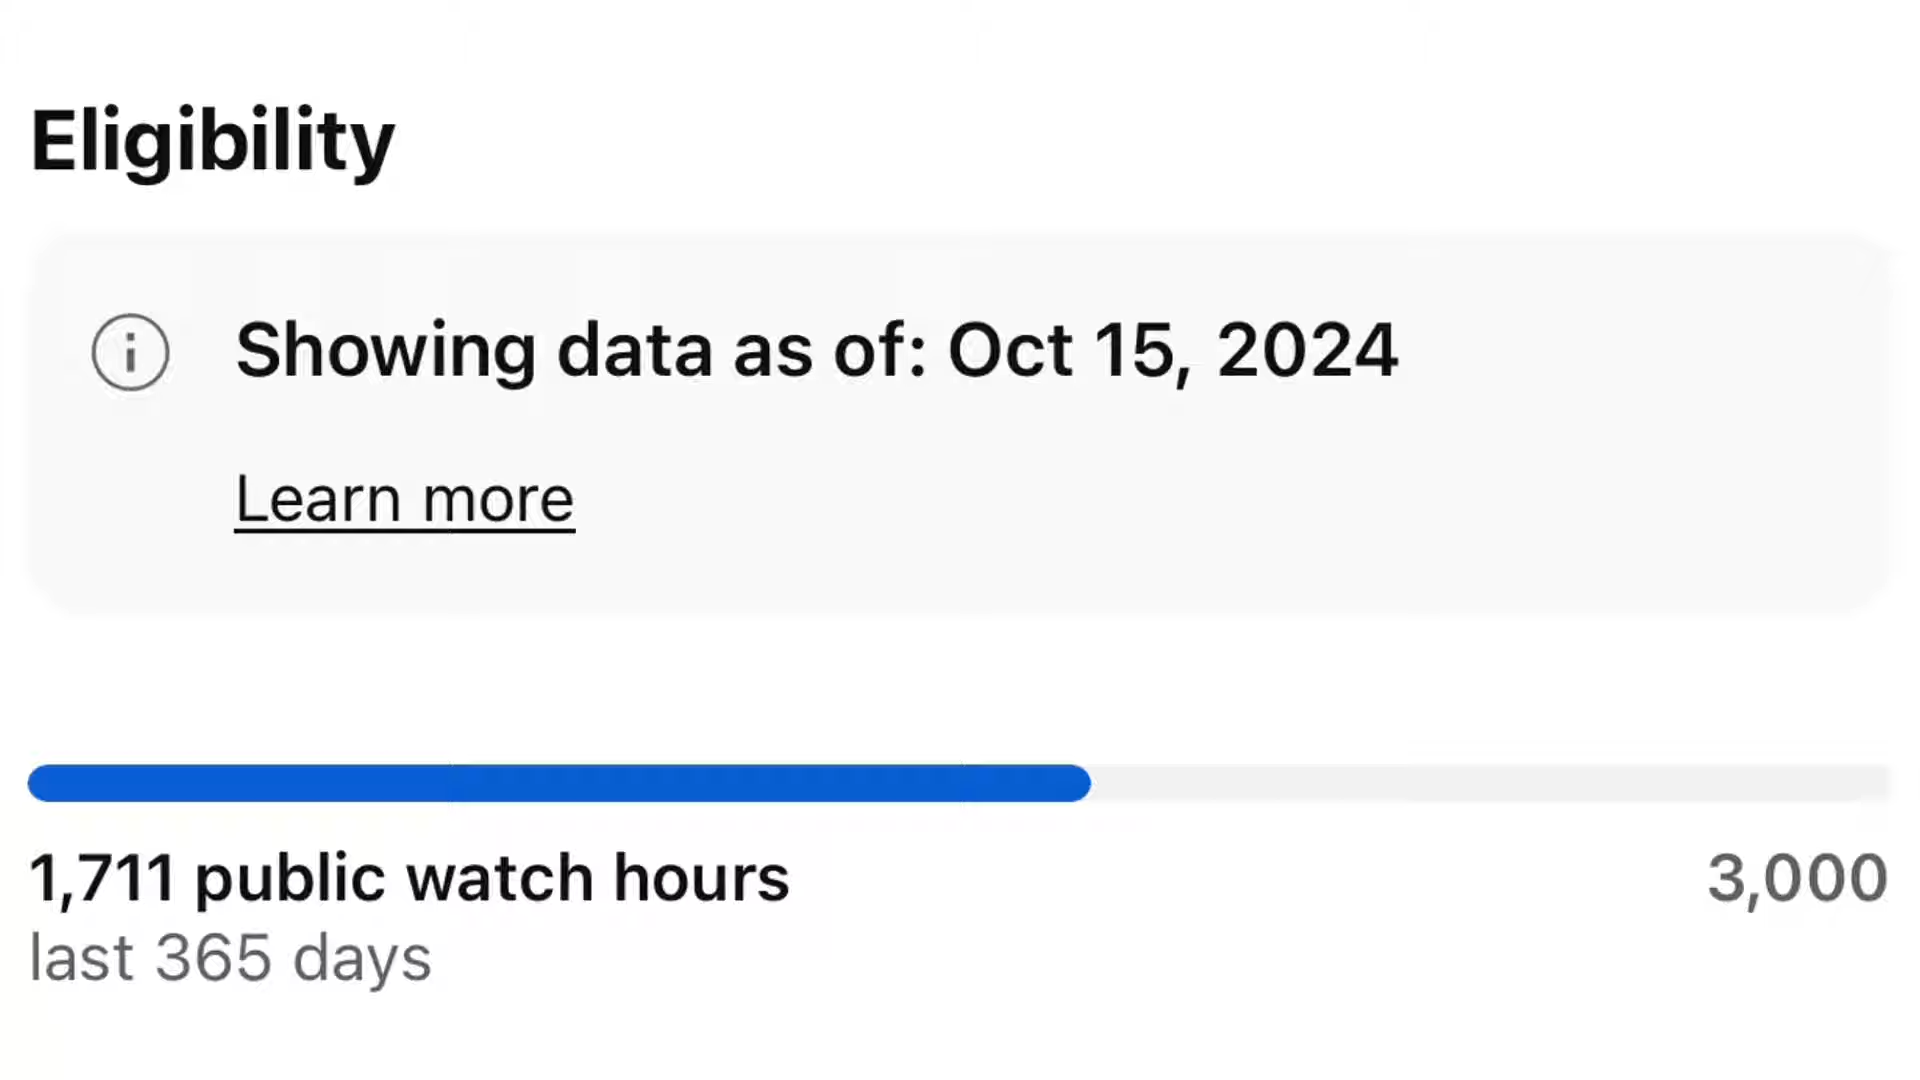 Eligibility
Showing data as of: Oct 15, 2024
Learn more
1,711 public watch hours
3,000
last 365 days